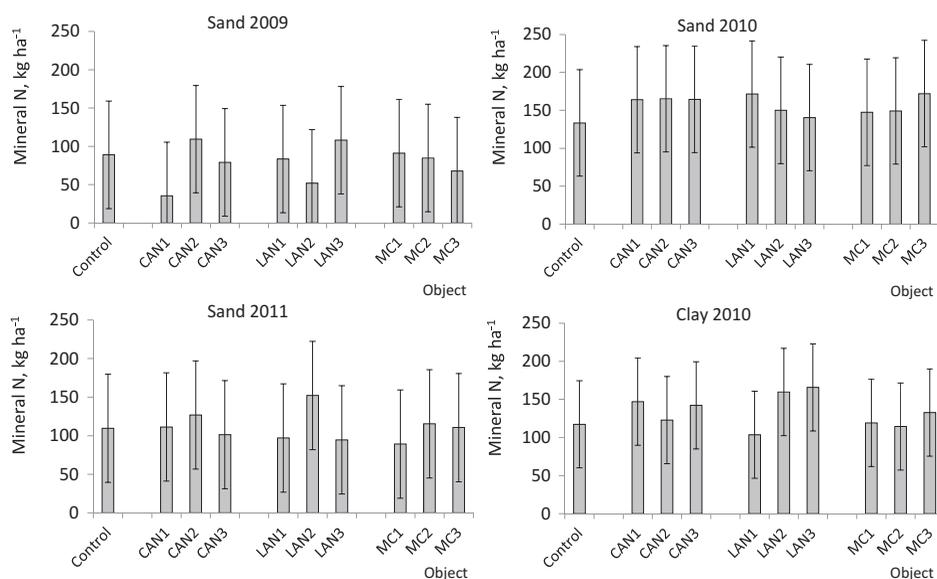 Sand 2009
Mineral N, kg ha⁻¹
250
200
150
100
50
0
Control
CAN1
CAN2
CAN3
LAN1
LAN2
LAN3
MC1
MC2
MC3
Object
Sand 2010
Mineral N, kg ha⁻¹
250
200
150
100
50
0
Control
CAN1
CAN2
CAN3
LAN1
LAN2
LAN3
MC1
MC2
MC3
Object
Sand 2011
Mineral N, kg ha⁻¹
250
200
150
100
50
0
Control
CAN1
CAN2
CAN3
LAN1
LAN2
LAN3
MC1
MC2
MC3
Object
Clay 2010
Mineral N, kg ha⁻¹
250
200
150
100
50
0
Control
CAN1
CAN2
CAN3
LAN1
LAN2
LAN3
MC1
MC2
MC3
Object